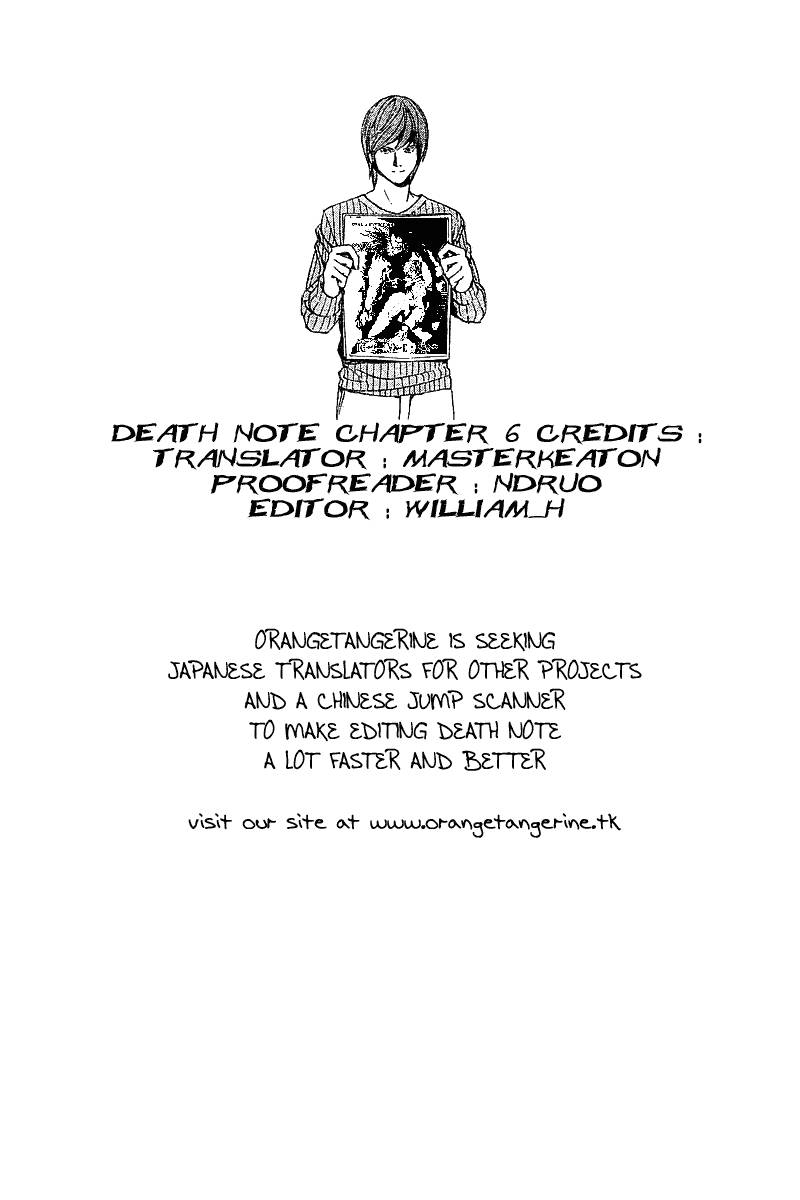 DEATH NOTE CHAPTER 6 CREDITS :
TRANSLATOR : MASTERKEATON
PROOFREADER : NDRUO
EDITOR : WILLIAM_H
ORANGETANGERINE IS SEEKING
JAPANESE TRANSLATORS FOR OTHER PROJECTS
AND A CHINESE JUMP SCANNER
TO MAKE EDITING DEATH NOTE
A LOT FASTER AND BETTER
visit our site at www.orangetangerine.tk